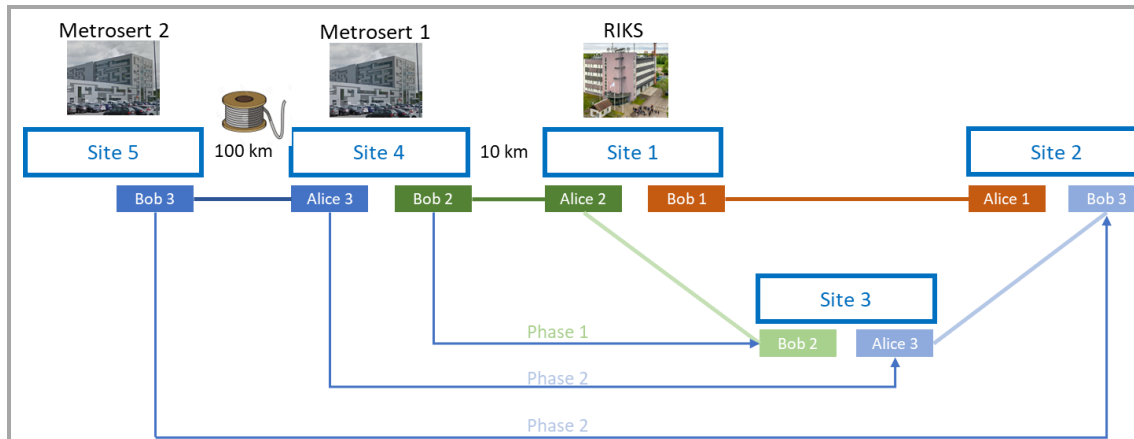 Metrosert 2
Metrosert 1
RIKS
Site 5
100 km
Site 4
10 km
Site 1
Site 2
Bob 3
Alice 3
Bob 2
Alice 2
Bob 1
Alice 1
Bob 3
Site 3
Phase 1
Bob 2
Alice 3
Phase 2
Phase 2